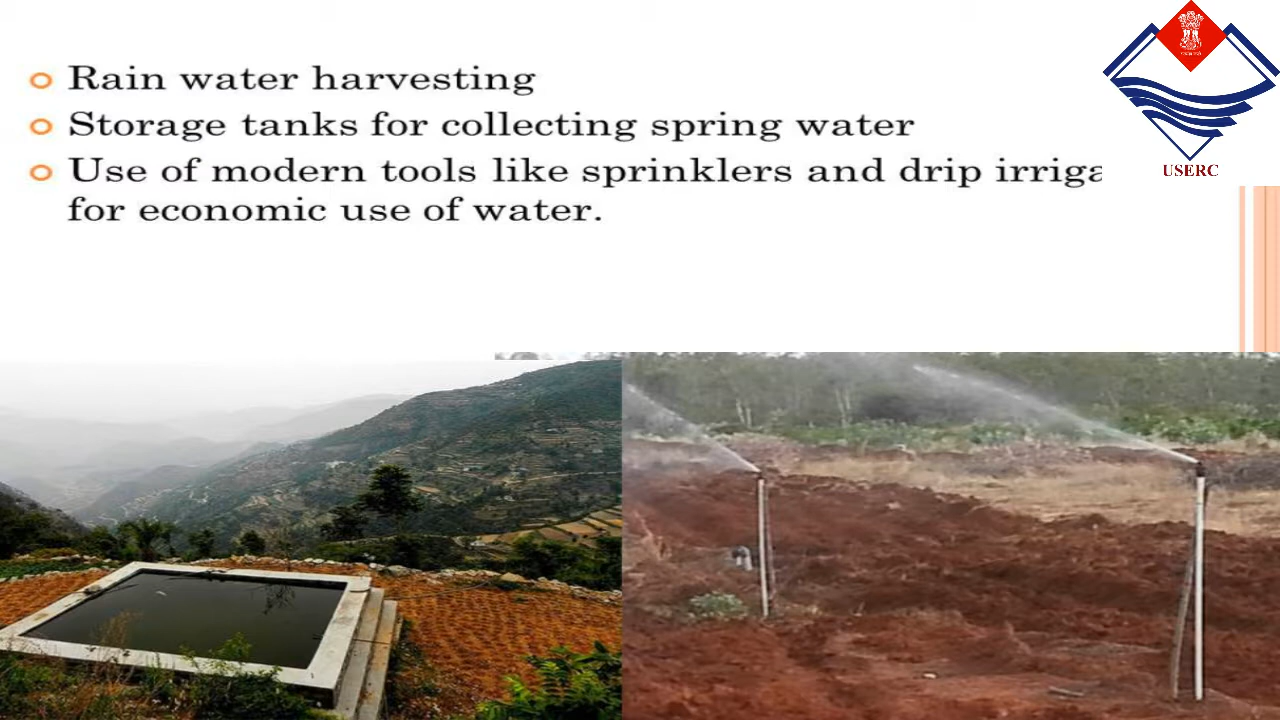 Rain water harvesting
Storage tanks for collecting spring water
Use of modern tools like sprinklers and drip irriga
for economic use of water.
USERC